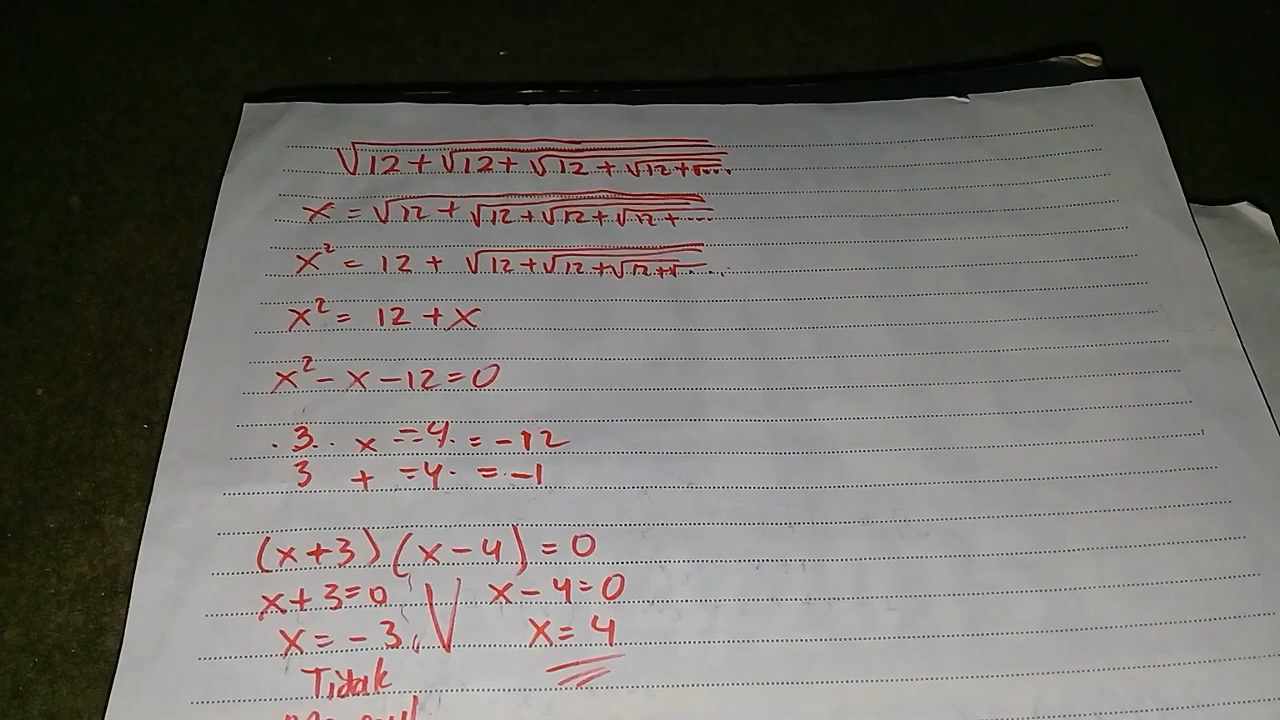 √12+√12+√12+√12+√....
x = √12+√12+√12+√12+....
x² = 12+√12+√12+√12+√.....
x² = 12 + x
x² - x - 12 = 0
. 3. x = -4. = -12
3 + = -4. = -1
(x+3)(x-4) = 0
x+3=0 V x-4=0
x = -3 x = 4
Tidak